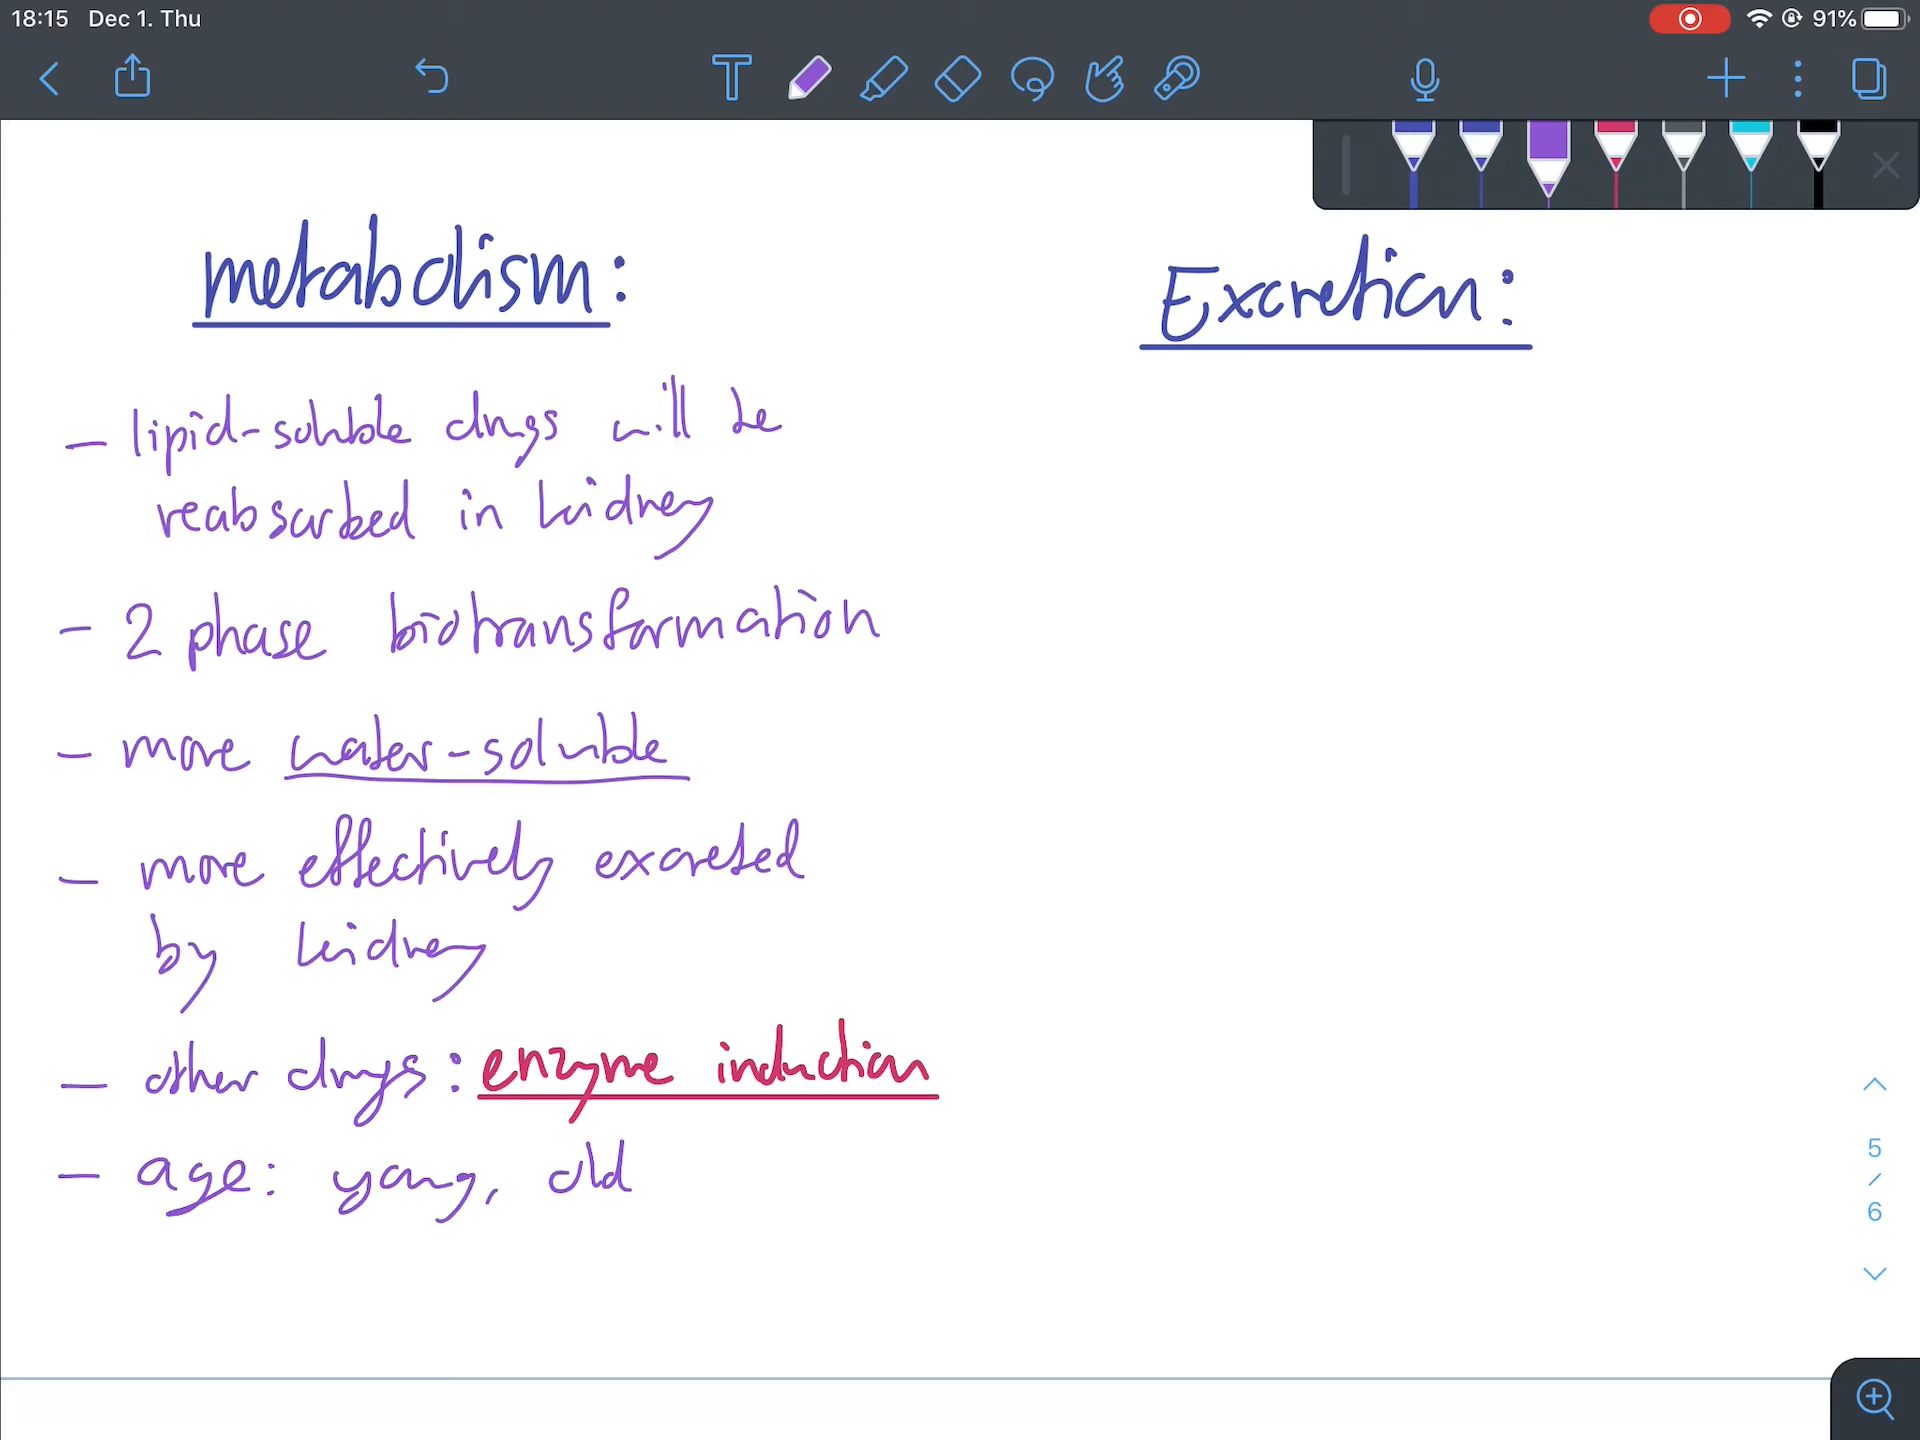 18:15 Dec 1. Thu
91%
metabolism:
Excretion:
- lipid-soluble drugs will be
reabsorbed in kidney
- 2 phase biotransformation
- more water-soluble
- more effectively excreted
by kidney
- other drugs: enzyme induction
- age: young, old
5
/
6